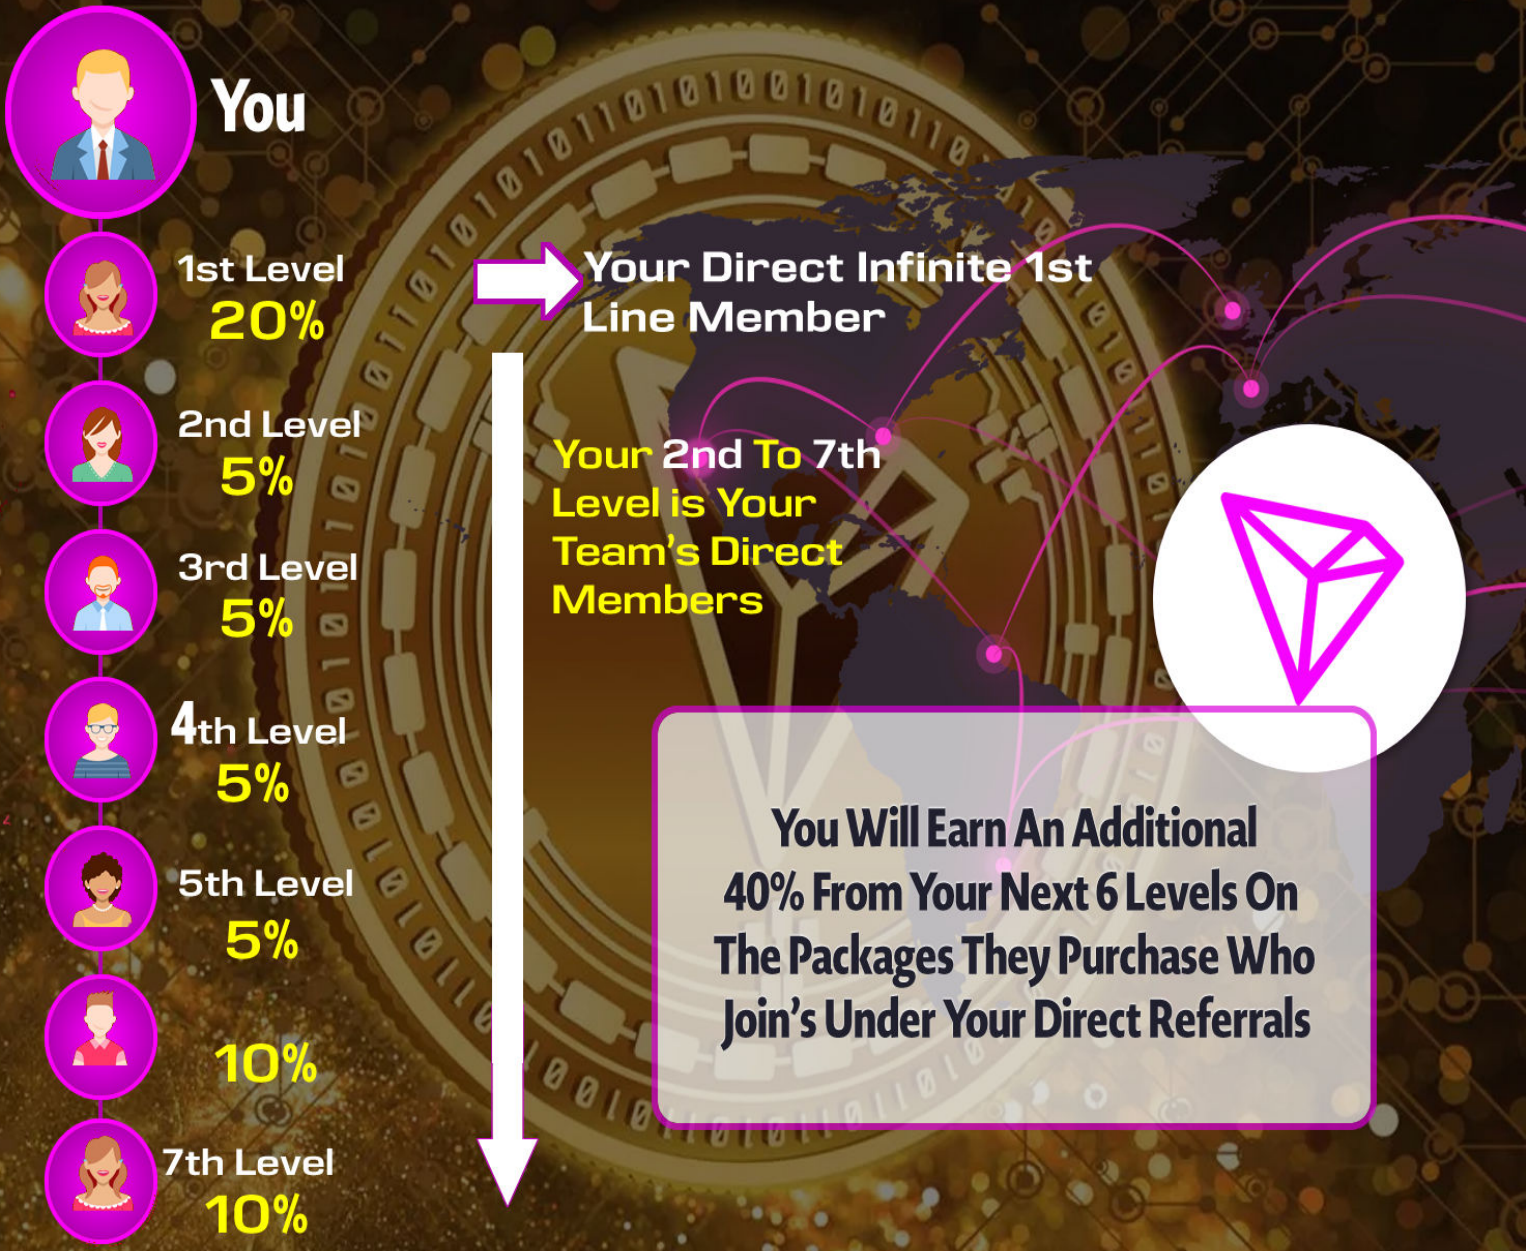 You
1st Level
20%
Your Direct Infinite 1st
Line Member
2nd Level
5%
Your 2nd To 7th
Level is Your
Team's Direct
Members
3rd Level
5%
4th Level
5%
5th Level
5%
10%
7th Level
10%
You Will Earn An Additional
40% From Your Next 6 Levels On
The Packages They Purchase Who
Join's Under Your Direct Referrals